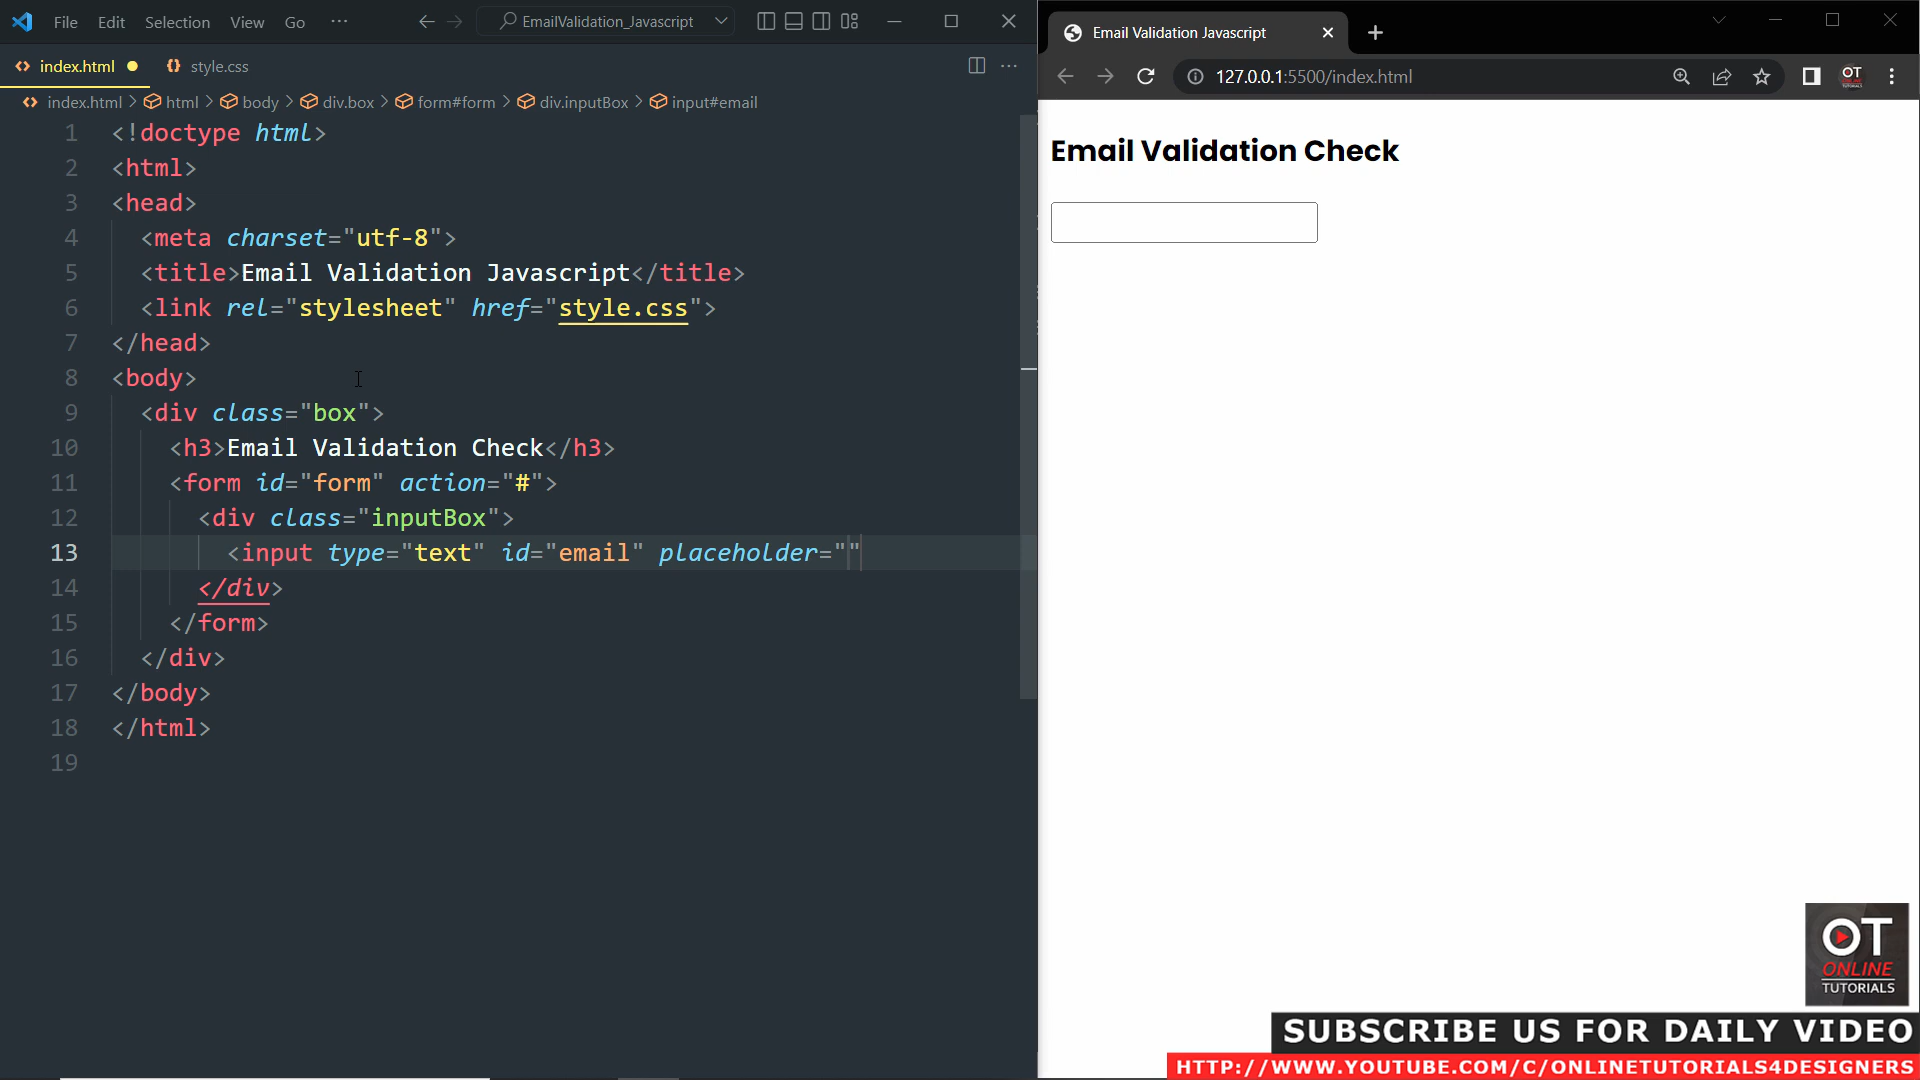 File Edit Selection View Go ··· EmailValidation_Javascript
index.html style.css
index.html > html > body > div.box > form#form > div.inputBox > input#email
1 <!doctype html>
2 <html>
3 <head>
4 <meta charset="utf-8">
5 <title>Email Validation Javascript</title>
6 <link rel="stylesheet" href="style.css">
7 </head>
8 <body>
9 <div class="box">
10 <h3>Email Validation Check</h3>
11 <form id="form" action="#">
12 <div class="inputBox">
13 <input type="text" id="email" placeholder=""
14 </div>
15 </form>
16 </div>
17 </body>
18 </html>
19
Email Validation Javascript
127.0.0.1:5500/index.html
OT
Email Validation Check
OT
ONLINE
TUTORIALS
SUBSCRIBE US FOR DAILY VIDEO
HTTP://WWW.YOUTUBE.COM/C/ONLINETUTORIALS4DESIGNERS